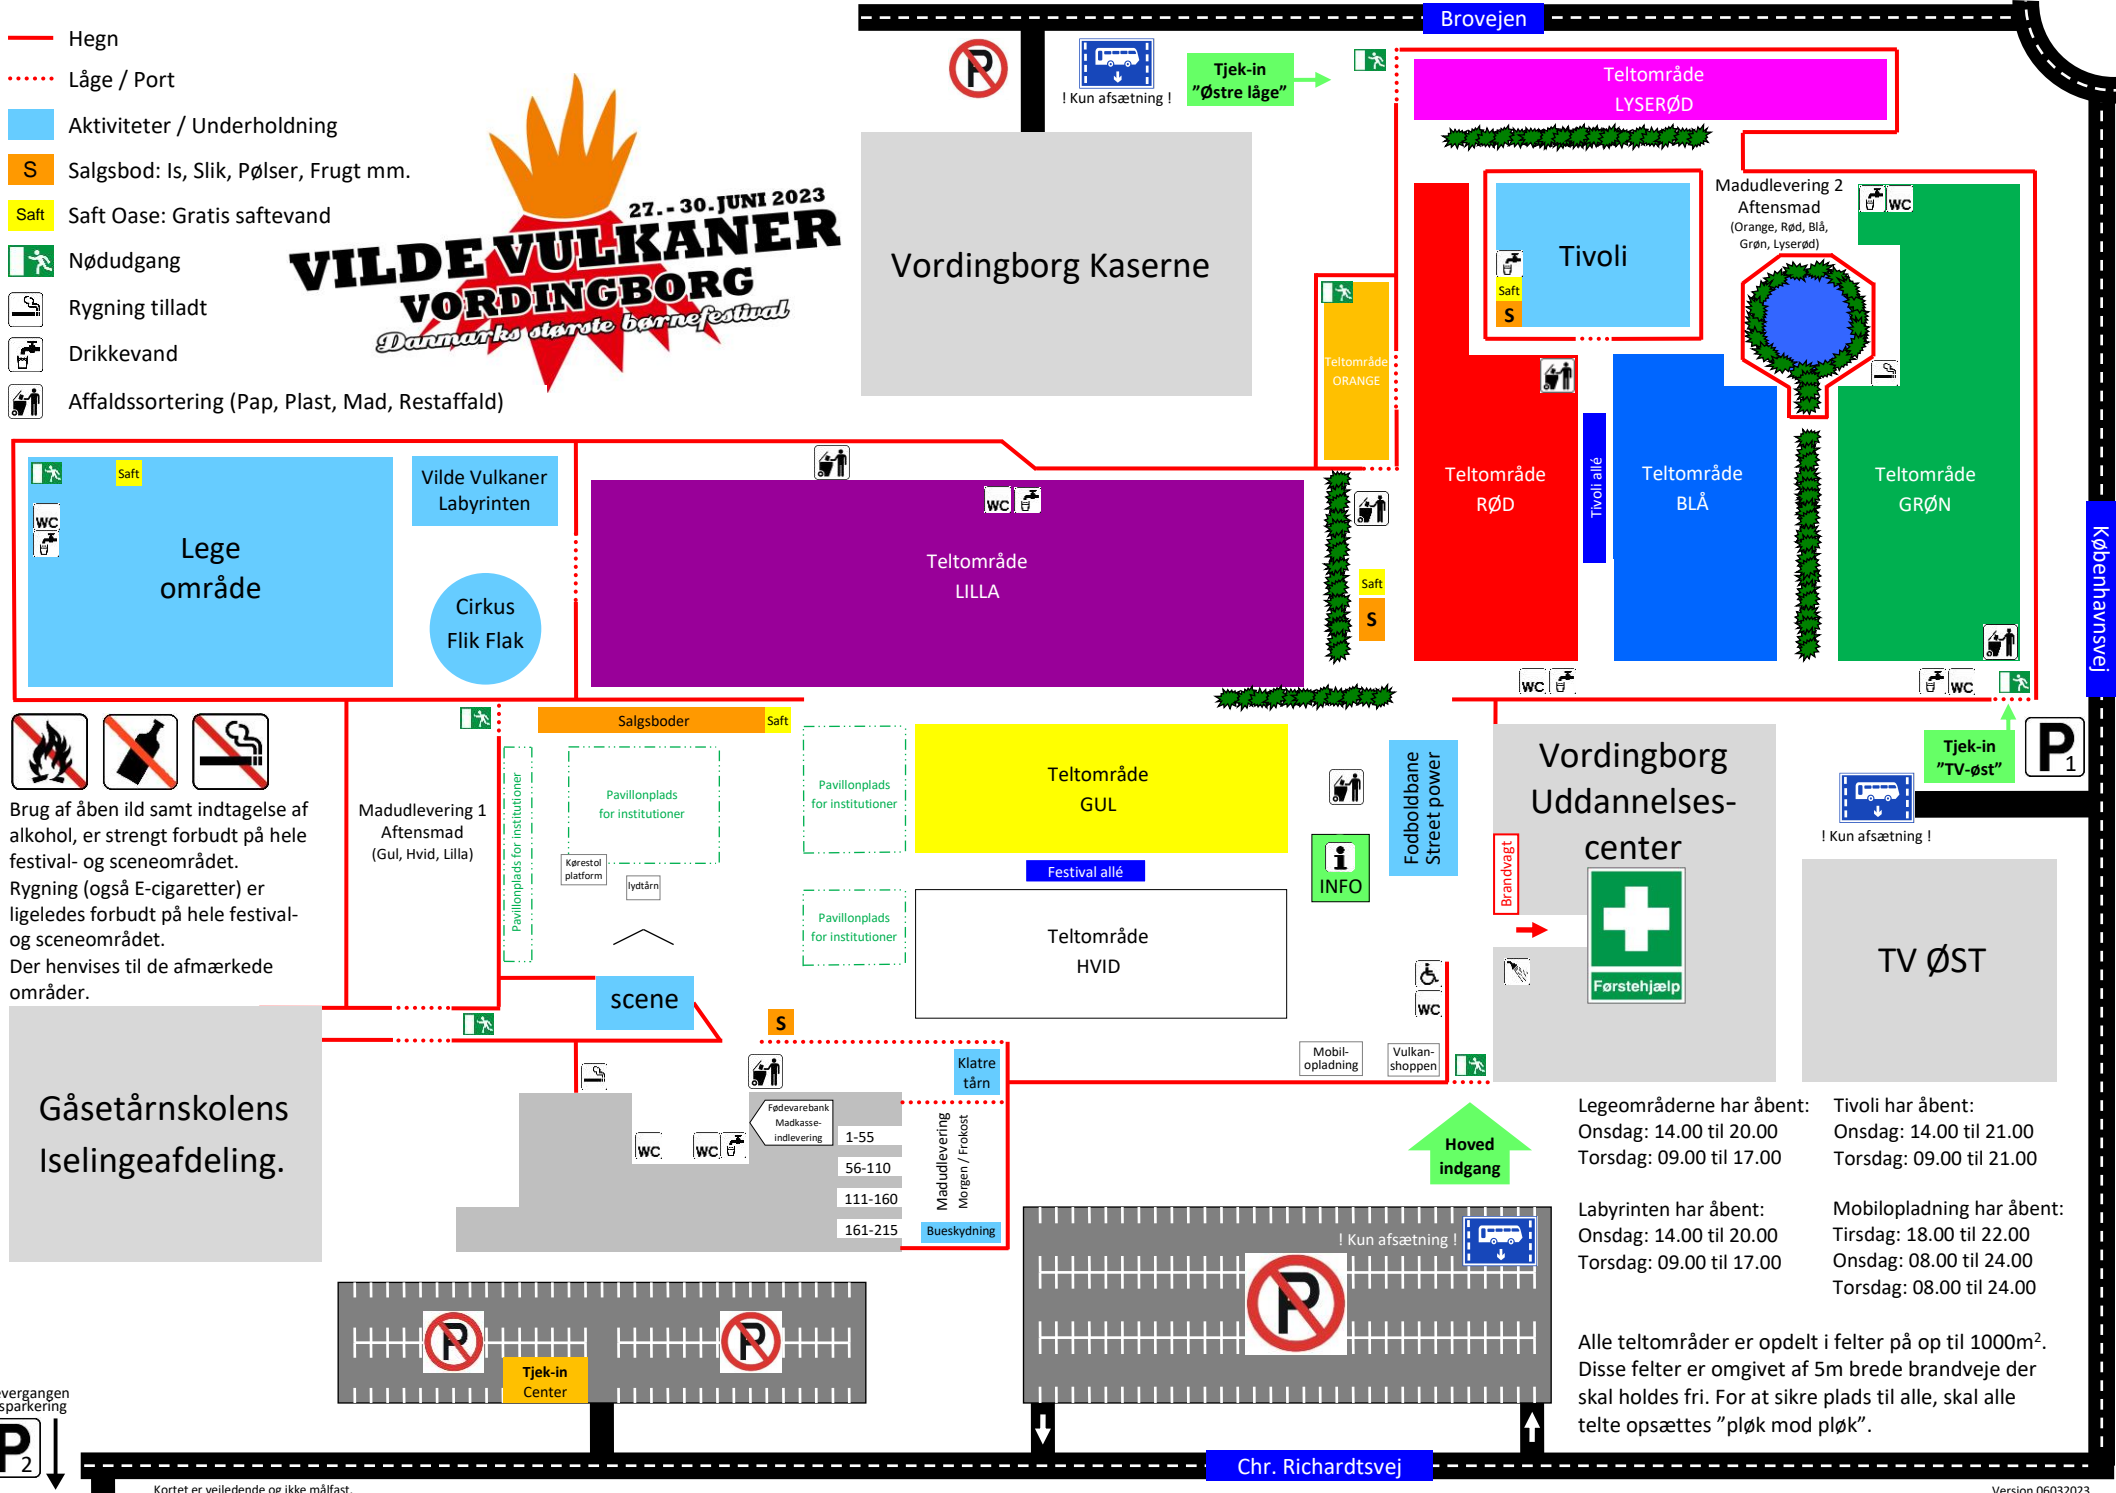 Hegn
Låge / Port
Aktiviteter / Underholdning
S
Salgsbod: Is, Slik, Pølser, Frugt mm.
Saft
Saft Oase: Gratis saftevand
Nødudgang
Rygning tilladt
Drikkevand
Affaldssortering (Pap, Plast, Mad, Restaffald)
27. - 30. JUNI 2023
VILDE VULKANER
VORDINGBORG
Danmarks største børnefestival
Brovejen
P
! Kun afsætning !
Tjek-in
”Østre låge”
Teltområde
LYSERØD
Vordingborg Kaserne
Tivoli
Saft
S
Madudlevering 2
Aftensmad
(Orange, Rød, Blå,
Grøn, Lyserød)
WC
Teltområde
ORANGE
Teltområde
RØD
Tivoli allé
Teltområde
BLÅ
Teltområde
GRØN
Københavnsvej
Saft
WC
Lege
område
Vilde Vulkaner
Labyrinten
Cirkus
Flik Flak
WC
Teltområde
LILLA
Saft
S
WC
WC
Brug af åben ild samt indtagelse af
alkohol, er strengt forbudt på hele
festival- og sceneområdet.
Rygning (også E-cigaretter) er
ligeledes forbudt på hele festival-
og sceneområdet.
Der henvises til de afmærkede
områder.
Madudlevering 1
Aftensmad
(Gul, Hvid, Lilla)
Salgsboder
Saft
Pavillonplads for institutioner
Pavillonplads
for institutioner
Kørestol
platform
lydtårn
Pavillonplads
for institutioner
Pavillonplads
for institutioner
Teltområde
GUL
Festival allé
Teltområde
HVID
i
INFO
Fodboldbane
Street power
Vordingborg
Uddannelses-
center
Brandvagt
Førstehjælp
Tjek-in
”TV-øst”
P1
! Kun afsætning !
TV ØST
scene
S
WC
Mobil-
opladning
Vulkan-
shoppen
Klatre
tårn
Gåsetårnskolens
Iselingeafdeling.
WC
WC
Fødevarebank
Madkasse-
indlevering
1-55
56-110
111-160
161-215
Madudlevering
Morgen / Frokost
Bueskydning
Hoved
indgang
! Kun afsætning !
P
P
P
Tjek-in
Center
Legeområderne har åbent:
Onsdag: 14.00 til 20.00
Torsdag: 09.00 til 17.00
Tivoli har åbent:
Onsdag: 14.00 til 21.00
Torsdag: 09.00 til 21.00
Labyrinten har åbent:
Onsdag: 14.00 til 20.00
Torsdag: 09.00 til 17.00
Mobilopladning har åbent:
Tirsdag: 18.00 til 22.00
Onsdag: 08.00 til 24.00
Torsdag: 08.00 til 24.00
Alle teltområder er opdelt i felter på op til 1000m².
Disse felter er omgivet af 5m brede brandveje der
skal holdes fri. For at sikre plads til alle, skal alle
telte opsættes ”pløk mod pløk”.
P2
Chr. Richardtsvej
Kortet er vejledende og ikke målfast.
Version 06032023